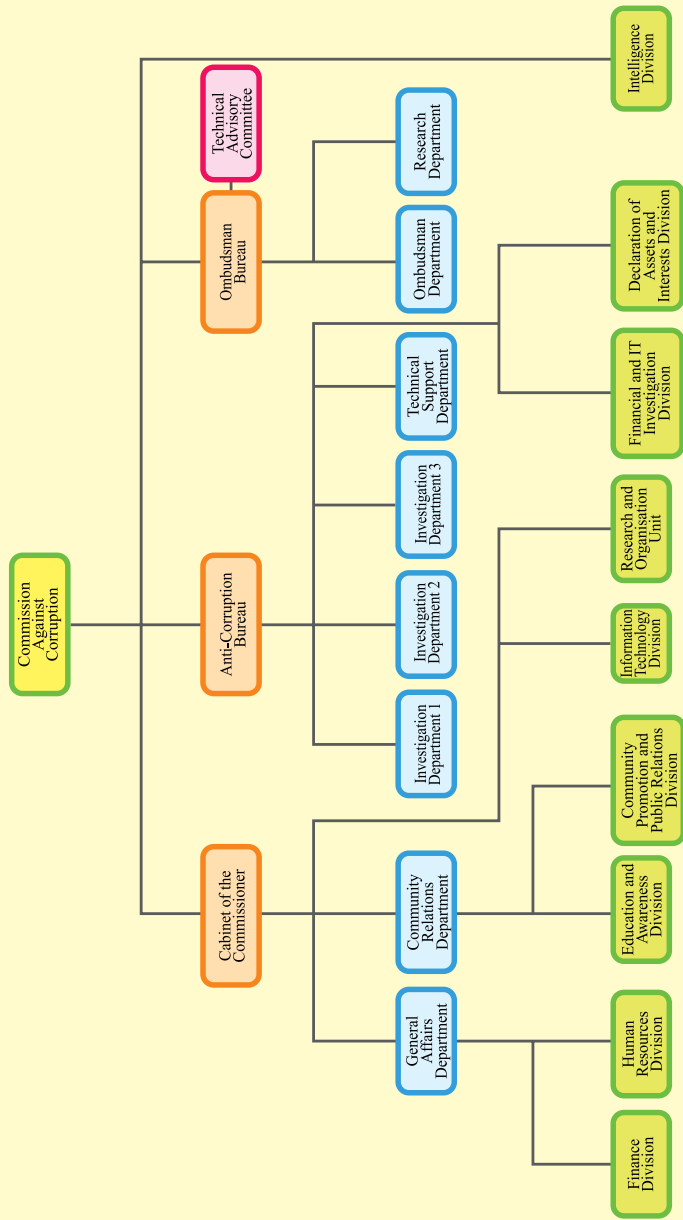 Commission
Against
Corruption
Cabinet of the
Commissioner
Anti-Corruption
Bureau
Ombudsman
Bureau
Technical
Advisory
Committee
General
Affairs
Department
Community
Relations
Department
Investigation
Department 1
Investigation
Department 2
Investigation
Department 3
Technical
Support
Department
Ombudsman
Department
Research
Department
Finance
Division
Human
Resources
Division
Education and
Awareness
Division
Community
Promotion and
Public Relations
Division
Information
Technology
Division
Research and
Organisation
Unit
Financial and IT
Investigation
Division
Declaration of
Assets and
Interests Division
Intelligence
Division